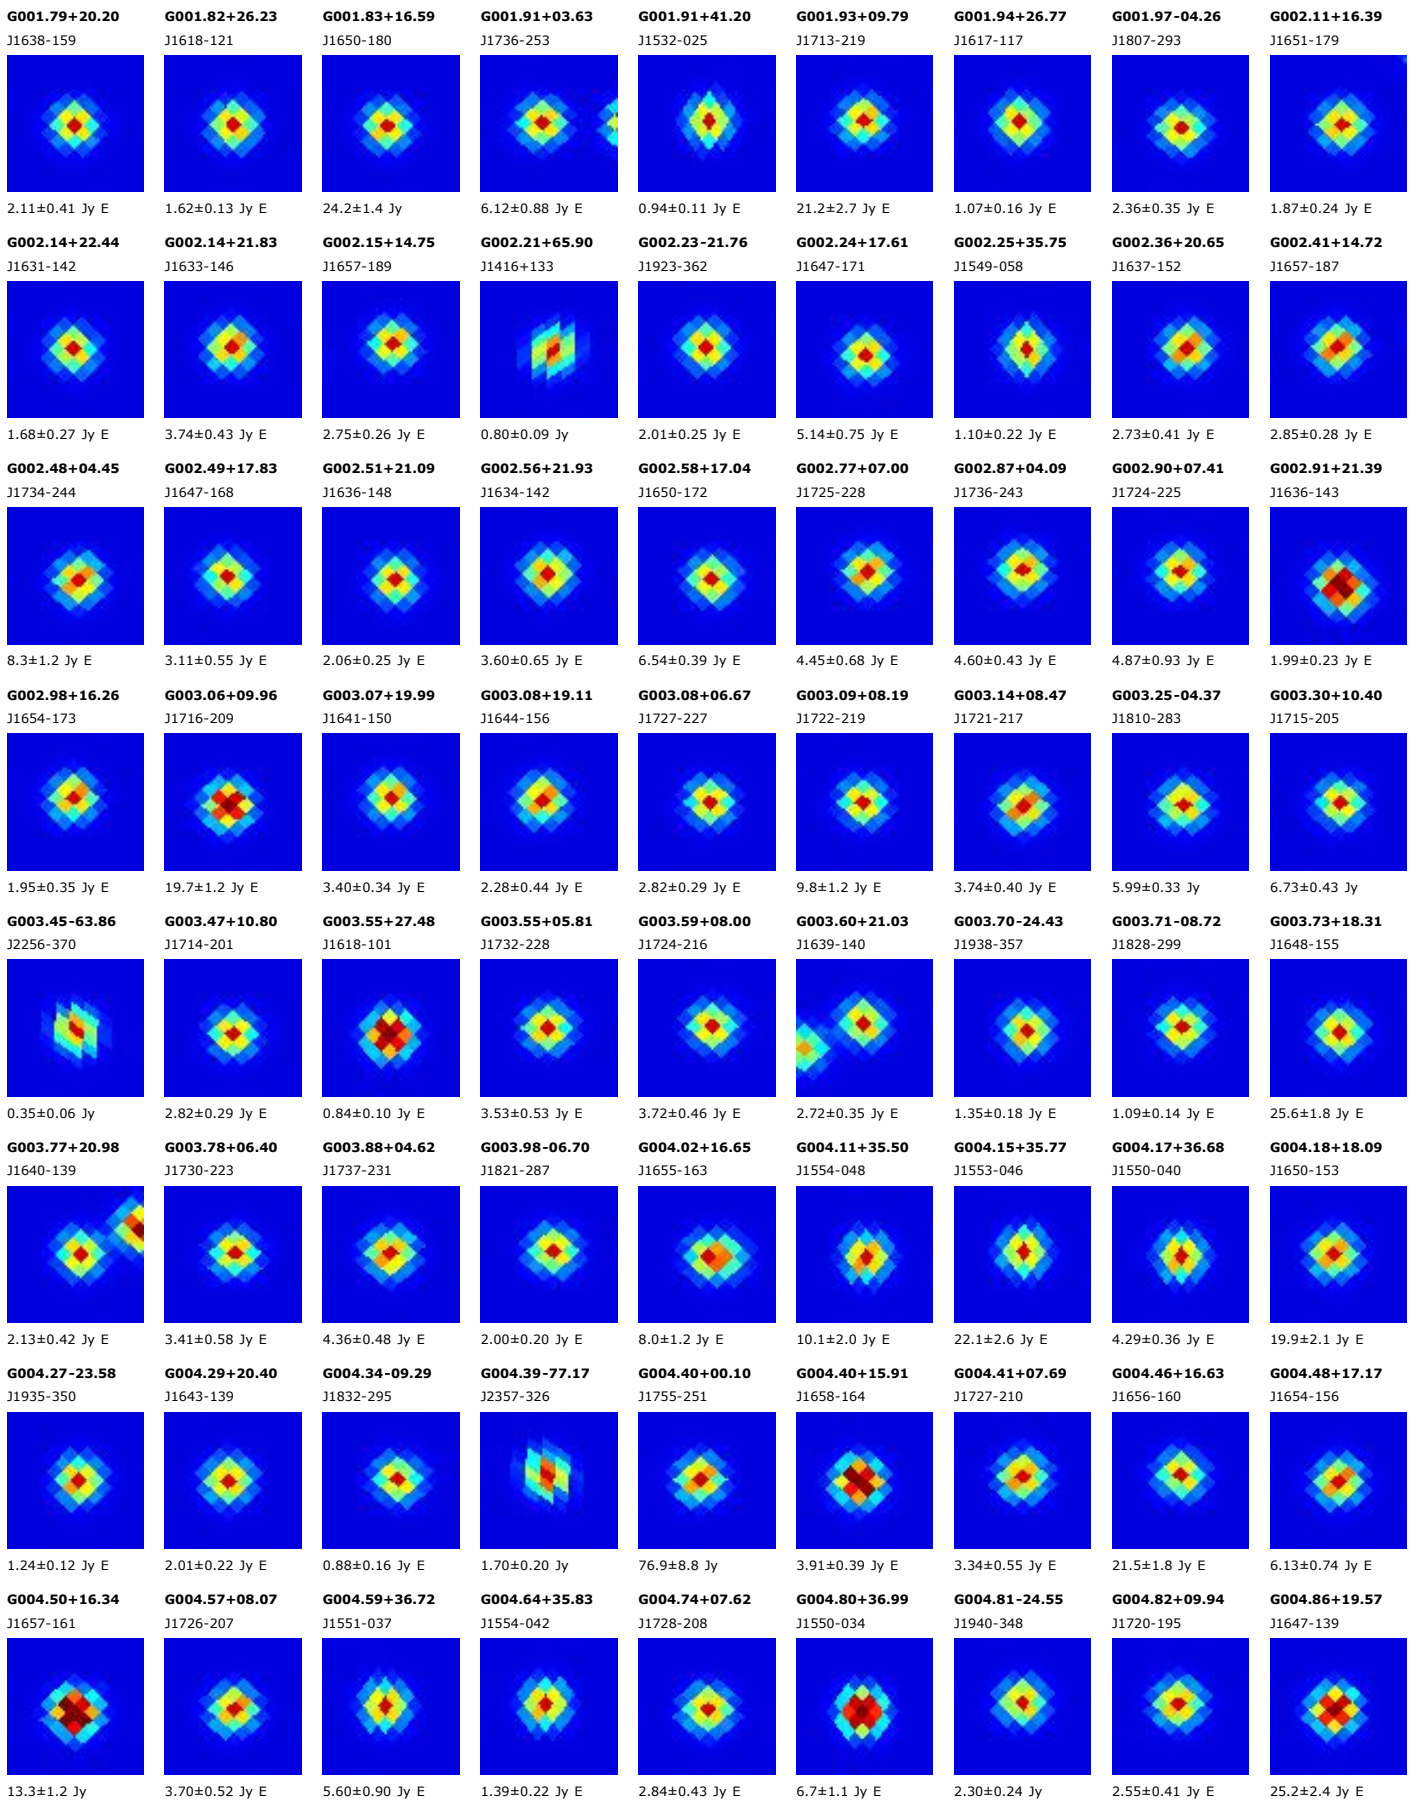 G001.79+20.20 G001.82+26.23 G001.83+16.59 G001.91+03.63 G001.91+41.20 G001.93+09.79 G001.94+26.77 G001.97-04.26 G002.11+16.39
J1638-159 J1618-121 J1650-180 J1736-253 J1532-025 J1713-219 J1617-117 J1807-293 J1651-179
2.11±0.41 Jy E 1.62±0.13 Jy E 24.2±1.4 Jy 6.12±0.88 Jy E 0.94±0.11 Jy E 21.2±2.7 Jy E 1.07±0.16 Jy E 2.36±0.35 Jy E 1.87±0.24 Jy E
G002.14+22.44 G002.14+21.83 G002.15+14.75 G002.21+65.90 G002.23-21.76 G002.24+17.61 G002.25+35.75 G002.36+20.65 G002.41+14.72
J1631-142 J1633-146 J1657-189 J1416+133 J1923-362 J1647-171 J1549-058 J1637-152 J1657-187
1.68±0.27 Jy E 3.74±0.43 Jy E 2.75±0.26 Jy E 0.80±0.09 Jy 2.01±0.25 Jy E 5.14±0.75 Jy E 1.10±0.22 Jy E 2.73±0.41 Jy E 2.85±0.28 Jy E
G002.48+04.45 G002.49+17.83 G002.51+21.09 G002.56+21.93 G002.58+17.04 G002.77+07.00 G002.87+04.09 G002.90+07.41 G002.91+21.39
J1734-244 J1647-168 J1636-148 J1634-142 J1650-172 J1725-228 J1736-243 J1724-225 J1636-143
8.3±1.2 Jy E 3.11±0.55 Jy E 2.06±0.25 Jy E 3.60±0.65 Jy E 6.54±0.39 Jy E 4.45±0.68 Jy E 4.60±0.43 Jy E 4.87±0.93 Jy E 1.99±0.23 Jy E
G002.98+16.26 G003.06+09.96 G003.07+19.99 G003.08+19.11 G003.08+06.67 G003.09+08.19 G003.14+08.47 G003.25-04.37 G003.30+10.40
J1654-173 J1716-209 J1641-150 J1644-156 J1727-227 J1722-219 J1721-217 J1810-283 J1715-205
1.95±0.35 Jy E 19.7±1.2 Jy E 3.40±0.34 Jy E 2.28±0.44 Jy E 2.82±0.29 Jy E 9.8±1.2 Jy E 3.74±0.40 Jy E 5.99±0.33 Jy 6.73±0.43 Jy
G003.45-63.86 G003.47+10.80 G003.55+27.48 G003.55+05.81 G003.59+08.00 G003.60+21.03 G003.70-24.43 G003.71-08.72 G003.73+18.31
J2256-370 J1714-201 J1618-101 J1732-228 J1724-216 J1639-140 J1938-357 J1828-299 J1648-155
0.35±0.06 Jy 2.82±0.29 Jy E 0.84±0.10 Jy E 3.53±0.53 Jy E 3.72±0.46 Jy E 2.72±0.35 Jy E 1.35±0.18 Jy E 1.09±0.14 Jy E 25.6±1.8 Jy E
G003.77+20.98 G003.78+06.40 G003.88+04.62 G003.98-06.70 G004.02+16.65 G004.11+35.50 G004.15+35.77 G004.17+36.68 G004.18+18.09
J1640-139 J1730-223 J1737-231 J1821-287 J1655-163 J1554-048 J1553-046 J1550-040 J1650-153
2.13±0.42 Jy E 3.41±0.58 Jy E 4.36±0.48 Jy E 2.00±0.20 Jy E 8.0±1.2 Jy E 10.1±2.0 Jy E 22.1±2.6 Jy E 4.29±0.36 Jy E 19.9±2.1 Jy E
G004.27-23.58 G004.29+20.40 G004.34-09.29 G004.39-77.17 G004.40+00.10 G004.40+15.91 G004.41+07.69 G004.46+16.63 G004.48+17.17
J1935-350 J1643-139 J1832-295 J2357-326 J1755-251 J1658-164 J1727-210 J1656-160 J1654-156
1.24±0.12 Jy E 2.01±0.22 Jy E 0.88±0.16 Jy E 1.70±0.20 Jy 76.9±8.8 Jy 3.91±0.39 Jy E 3.34±0.55 Jy E 21.5±1.8 Jy E 6.13±0.74 Jy E
G004.50+16.34 G004.57+08.07 G004.59+36.72 G004.64+35.83 G004.74+07.62 G004.80+36.99 G004.81-24.55 G004.82+09.94 G004.86+19.57
J1657-161 J1726-207 J1551-037 J1554-042 J1728-208 J1550-034 J1940-348 J1720-195 J1647-139
13.3±1.2 Jy 3.70±0.52 Jy E 5.60±0.90 Jy E 1.39±0.22 Jy E 2.84±0.43 Jy E 6.7±1.1 Jy E 2.30±0.24 Jy 2.55±0.41 Jy E 25.2±2.4 Jy E